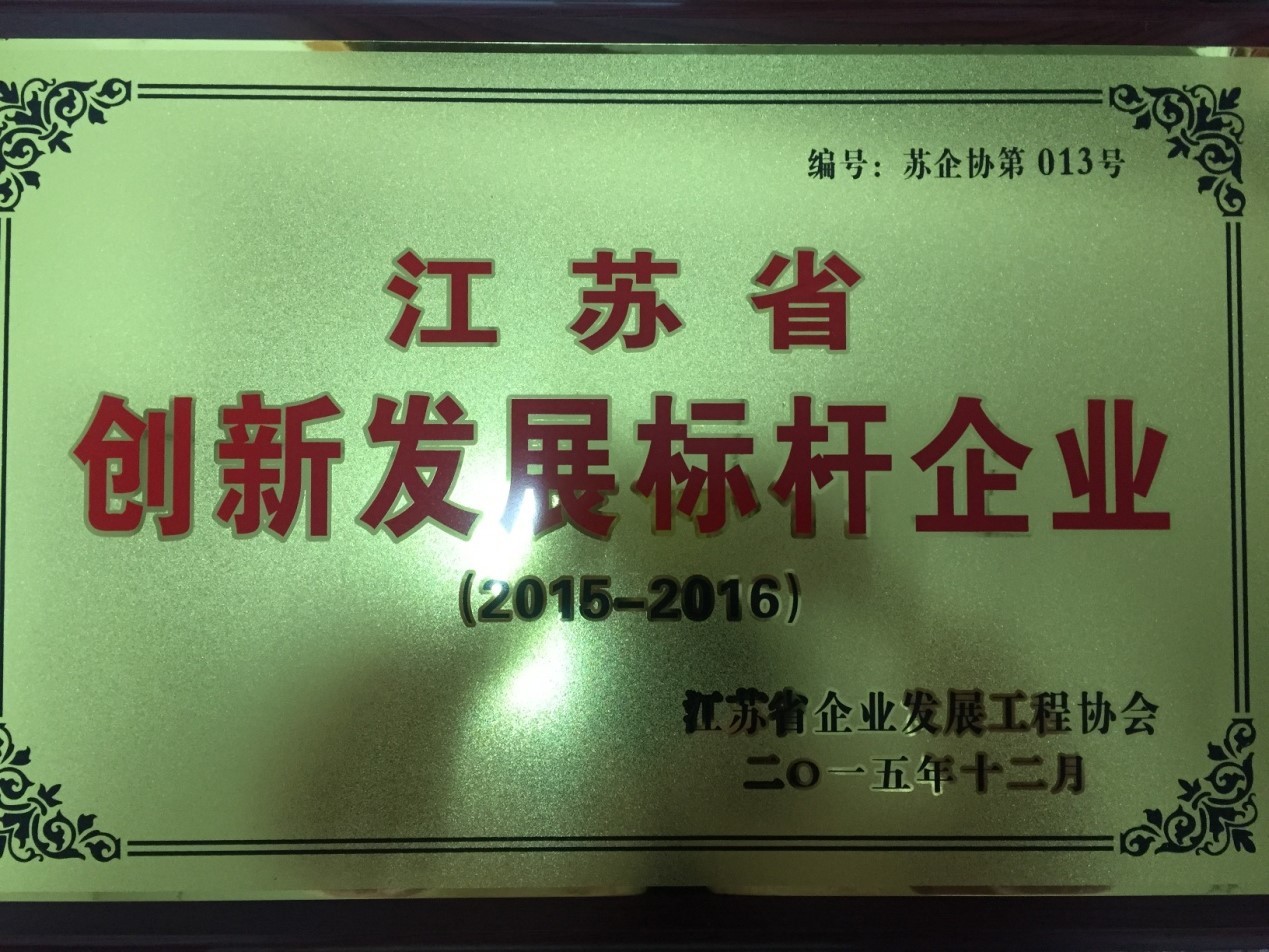 编号：苏企协第 013号
江苏省
创新发展标杆企业
（2015-2016）
江苏省企业发展工程协会
二〇一五年十二月